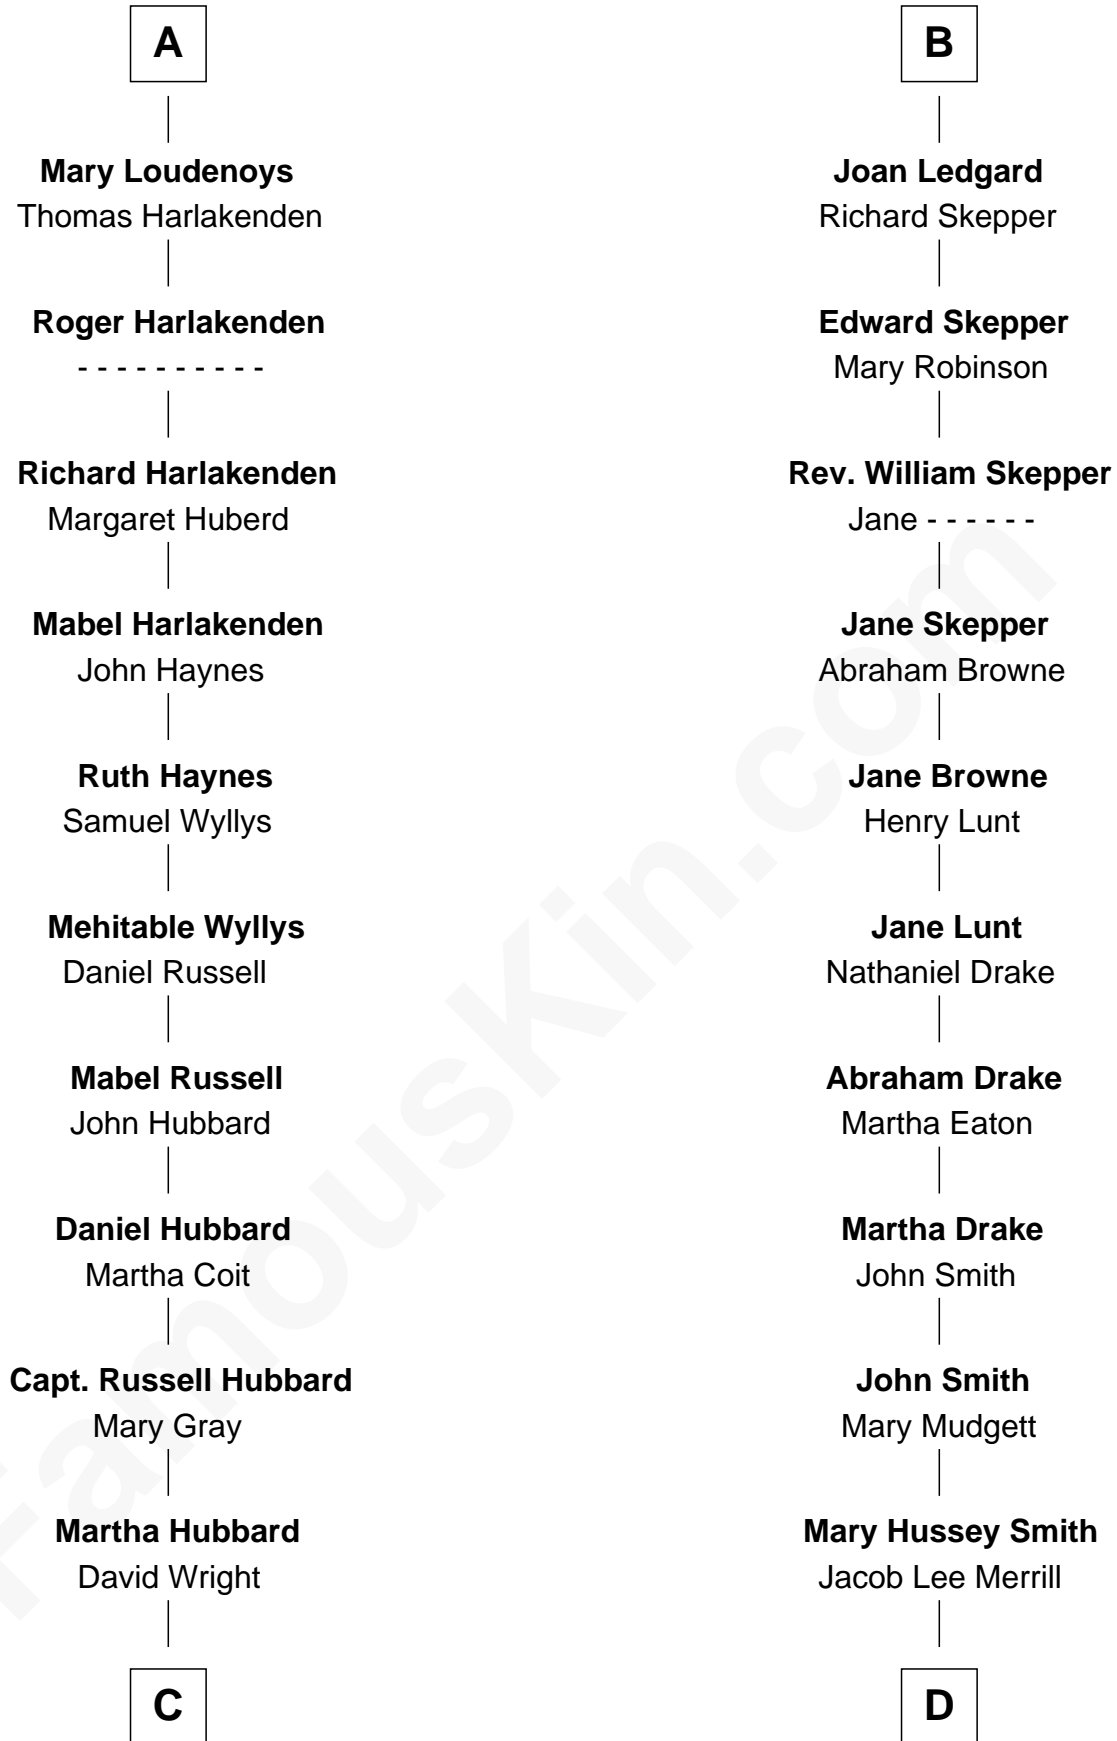 A
Mary Loudenoys
Thomas Harlakenden
Roger Harlakenden
- - - - - - - - - -
Richard Harlakenden
Margaret Huberd
Mabel Harlakenden
John Haynes
Ruth Haynes
Samuel Wyllys
Mehitable Wyllys
Daniel Russell
Mabel Russell
John Hubbard
Daniel Hubbard
Martha Coit
Capt. Russell Hubbard
Mary Gray
Martha Hubbard
David Wright
C
B
Joan Ledgard
Richard Skepper
Edward Skepper
Mary Robinson
Rev. William Skepper
Jane - - - - - -
Jane Skepper
Abraham Browne
Jane Browne
Henry Lunt
Jane Lunt
Nathaniel Drake
Abraham Drake
Martha Eaton
Martha Drake
John Smith
John Smith
Mary Mudgett
Mary Hussey Smith
Jacob Lee Merrill
D
FamousKin.com